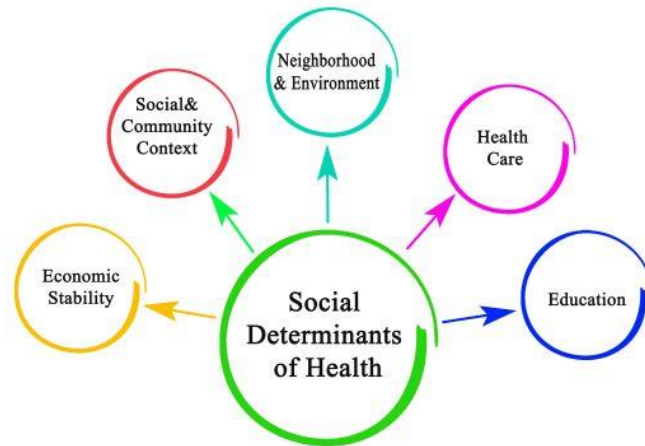 Neighborhood
& Environment
Social&
Community
Context
Health
Care
Economic
Stability
Education
Social
Determinants
of Health